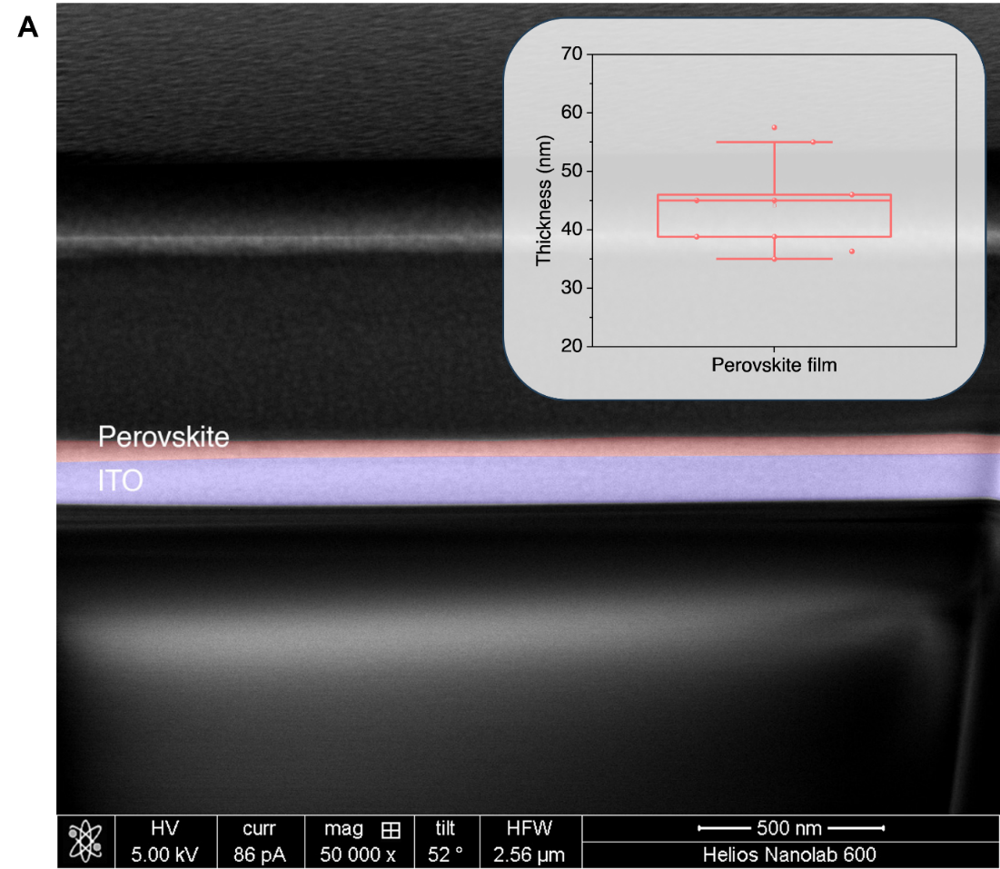 A
70
60
50
40
30
20
Thickness (nm)
Perovskite film
Perovskite
ITO
HV
5.00 kV
curr
86 pA
mag
50 000 x
tilt
52 °
HFW
2.56 µm
500 nm
Helios Nanolab 600